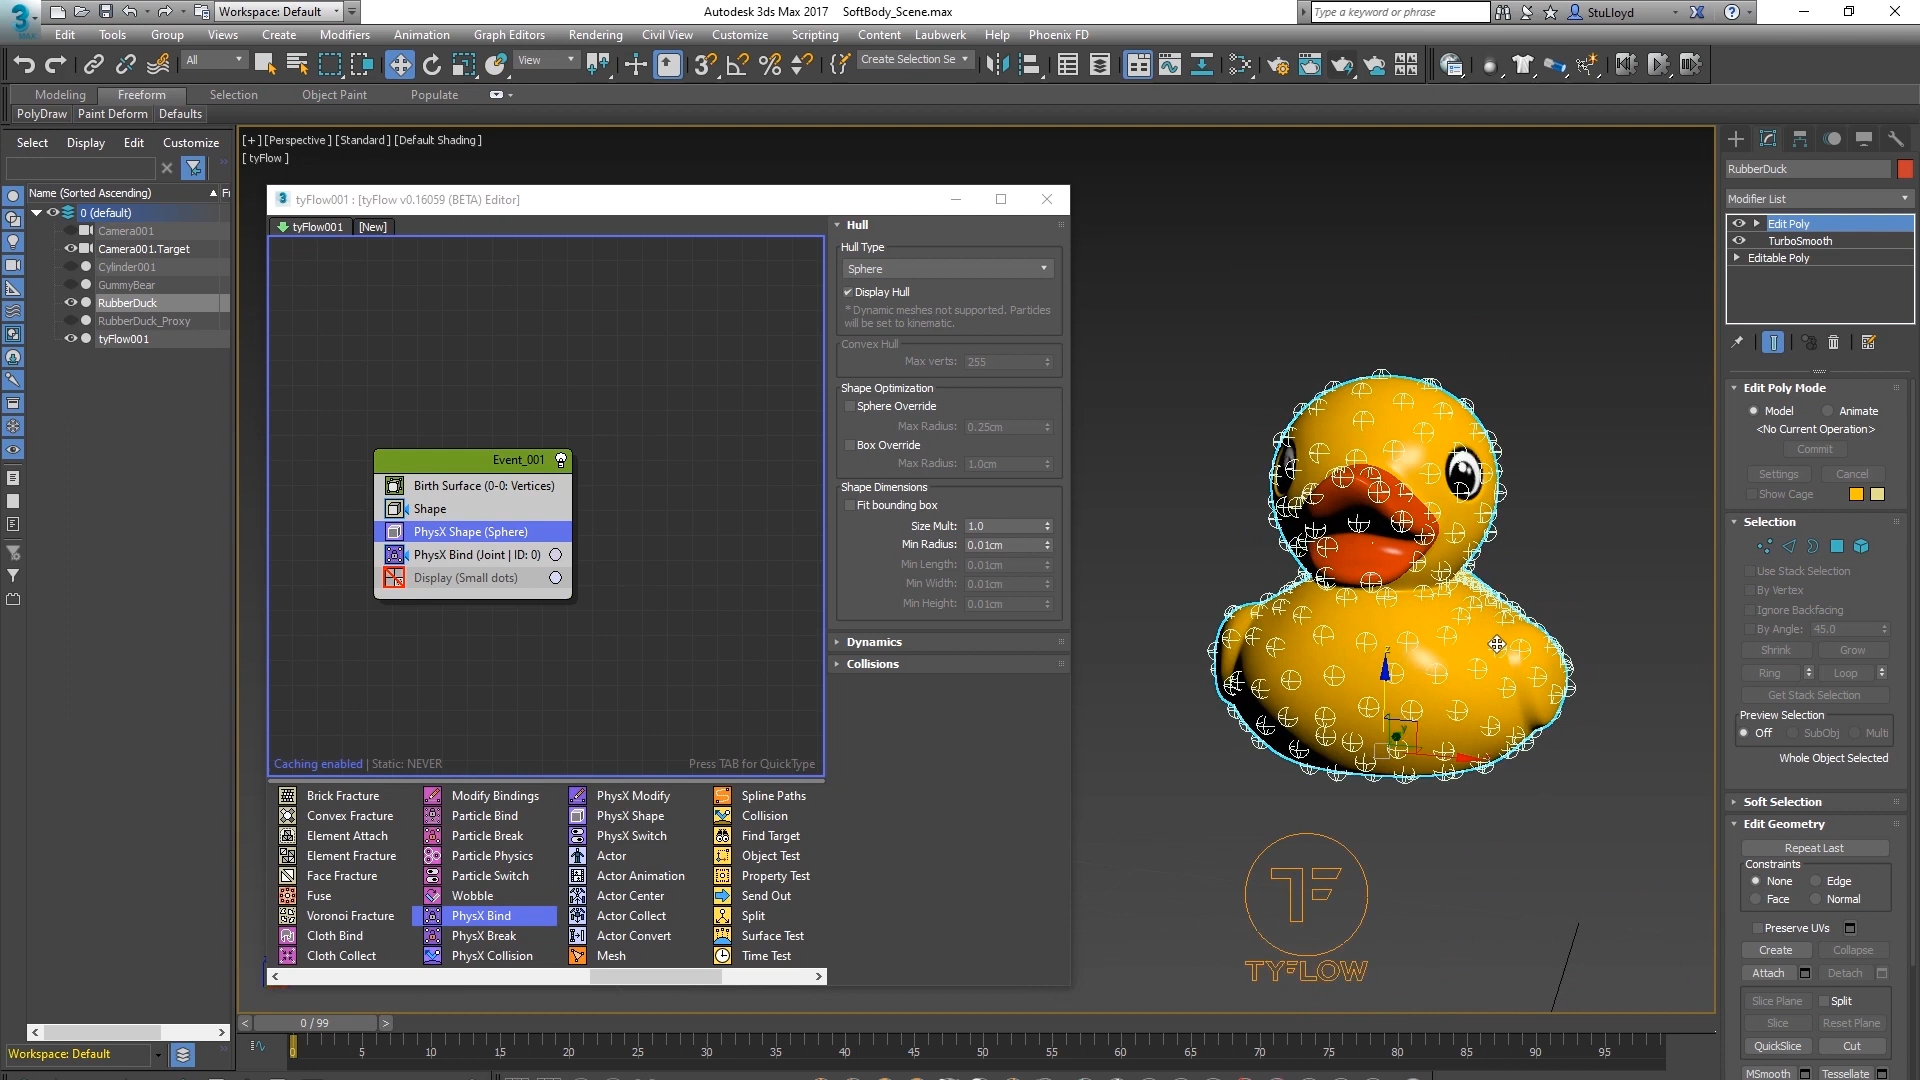 Workspace: Default
Autodesk 3ds Max 2017 SoftBody_Scene.max
Type a keyword or phrase
StuLloyd
MAX
Edit Tools Group Views Create Modifiers Animation Graph Editors Rendering Civil View Customize Scripting Content Laubwerk Help Phoenix FD
All
View
Create Selection Se
Modeling Freeform Selection Object Paint Populate
PolyDraw Paint Deform Defaults
Select Display Edit Customize
Name (Sorted Ascending)
0 (default)
Camera001
Camera001.Target
Cylinder001
GummyBear
RubberDuck
RubberDuck_Proxy
tyFlow001
[+] [Perspective ] [Standard ] [Default Shading ]
[ tyFlow ]
tyFlow001 : [tyFlow v0.16059 (BETA) Editor]
tyFlow001 [New]
Event_001
Birth Surface (0-0: Vertices)
Shape
PhysX Shape (Sphere)
PhysX Bind (Joint | ID: 0)
Display (Small dots)
Caching enabled | Static: NEVER
Press TAB for QuickType
Hull
Hull Type
Sphere
Display Hull
*Dynamic meshes not supported. Particles
will be set to kinematic.
Convex Hull
Max verts: 255
Shape Optimization
Sphere Override
Max Radius: 0.25cm
Box Override
Max Radius: 1.0cm
Shape Dimensions
Fit bounding box
Size Mult: 1.0
Min Radius: 0.01cm
Min Length: 0.01cm
Min Width: 0.01cm
Min Height: 0.01cm
Dynamics
Collisions
Brick Fracture Modify Bindings PhysX Modify Spline Paths
Convex Fracture Particle Bind PhysX Shape Collision
Element Attach Particle Break PhysX Switch Find Target
Element Fracture Particle Physics Actor Object Test
Face Fracture Particle Switch Actor Animation Property Test
Fuse Wobble Actor Center Send Out
Voronoi Fracture PhysX Bind Actor Collect Split
Cloth Bind PhysX Break Actor Convert Surface Test
Cloth Collect PhysX Collision Mesh Time Test
TYFLOW
RubberDuck
Modifier List
Edit Poly
TurboSmooth
Editable Poly
Edit Poly Mode
Model Animate
<No Current Operation>
Commit
Settings Cancel
Show Cage
Selection
Use Stack Selection
By Vertex
Ignore Backfacing
By Angle: 45.0
Shrink Grow
Ring Loop
Get Stack Selection
Preview Selection
Off SubObj Multi
Whole Object Selected
Soft Selection
Edit Geometry
Repeat Last
Constraints
None Edge
Face Normal
Preserve UVs
Create Collapse
Attach Detach
Slice Plane Split
Slice Reset Plane
QuickSlice Cut
MSmooth Tessellate
0 / 99
0 5 10 15 20 25 30 35 40 45 50 55 60 65 70 75 80 85 90 95
Workspace: Default